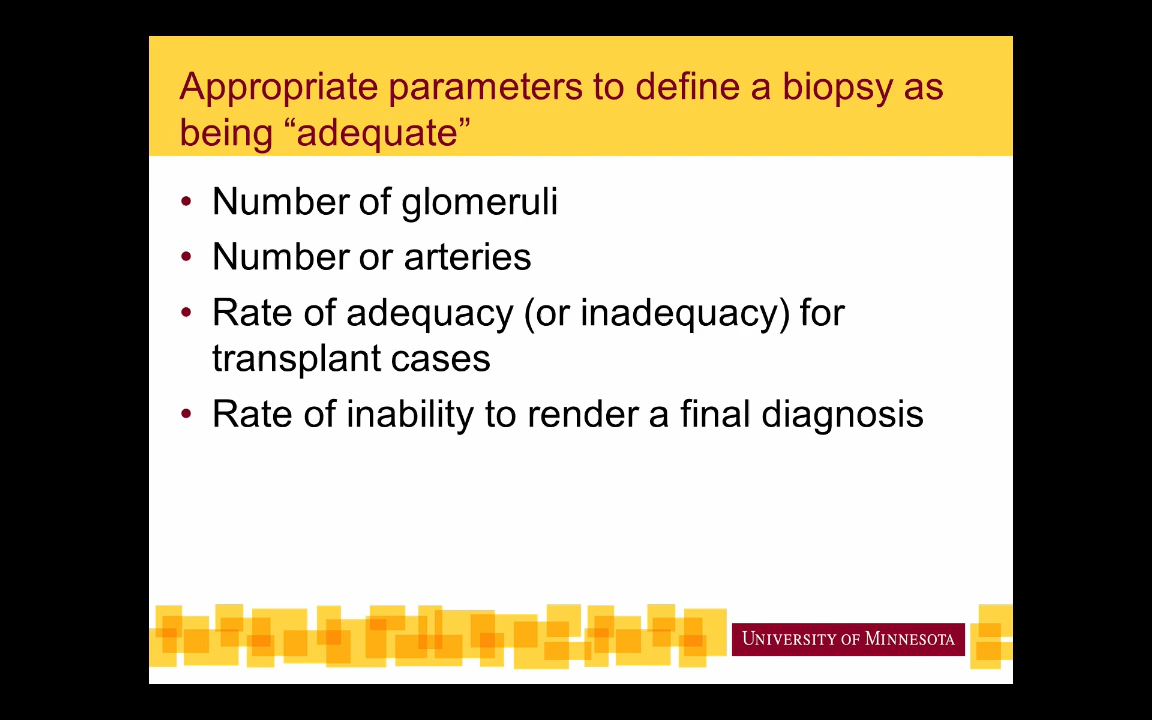 Appropriate parameters to define a biopsy as
being “adequate”
• Number of glomeruli
• Number or arteries
• Rate of adequacy (or inadequacy) for
transplant cases
• Rate of inability to render a final diagnosis
UNIVERSITY OF MINNESOTA